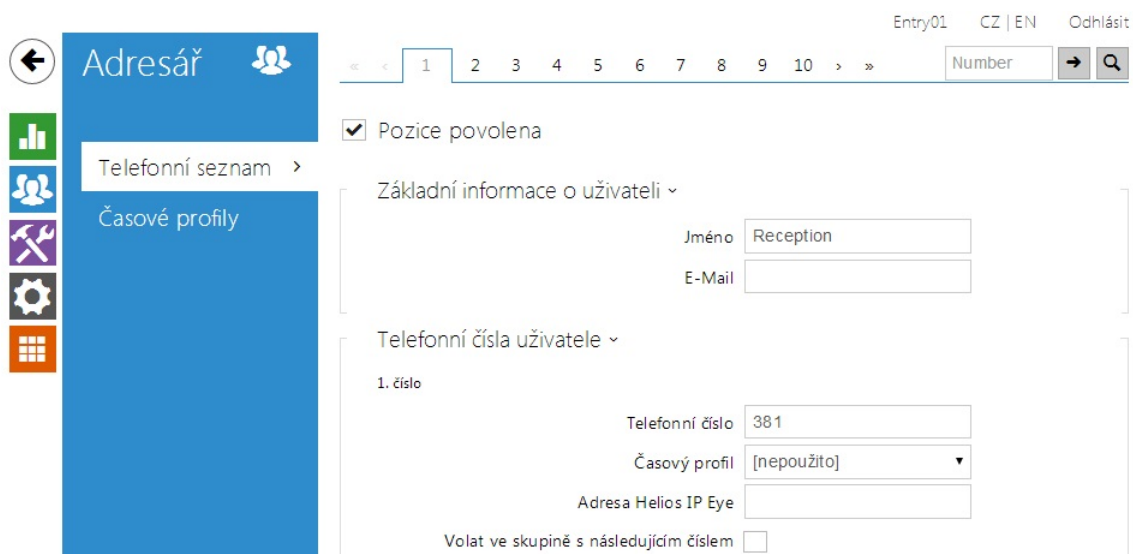 Entry01 CZ | EN Odhlásit
Adresář
« ‹ 1 2 3 4 5 6 7 8 9 10 › » Number
Pozice povolena
Telefonní seznam ›
Časové profily
Základní informace o uživateli
Jméno Reception
E-Mail
Telefonní čísla uživatele
1. číslo
Telefonní číslo 381
Časový profil [nepoužito]
Adresa Helios IP Eye
Volat ve skupině s následujícím číslem